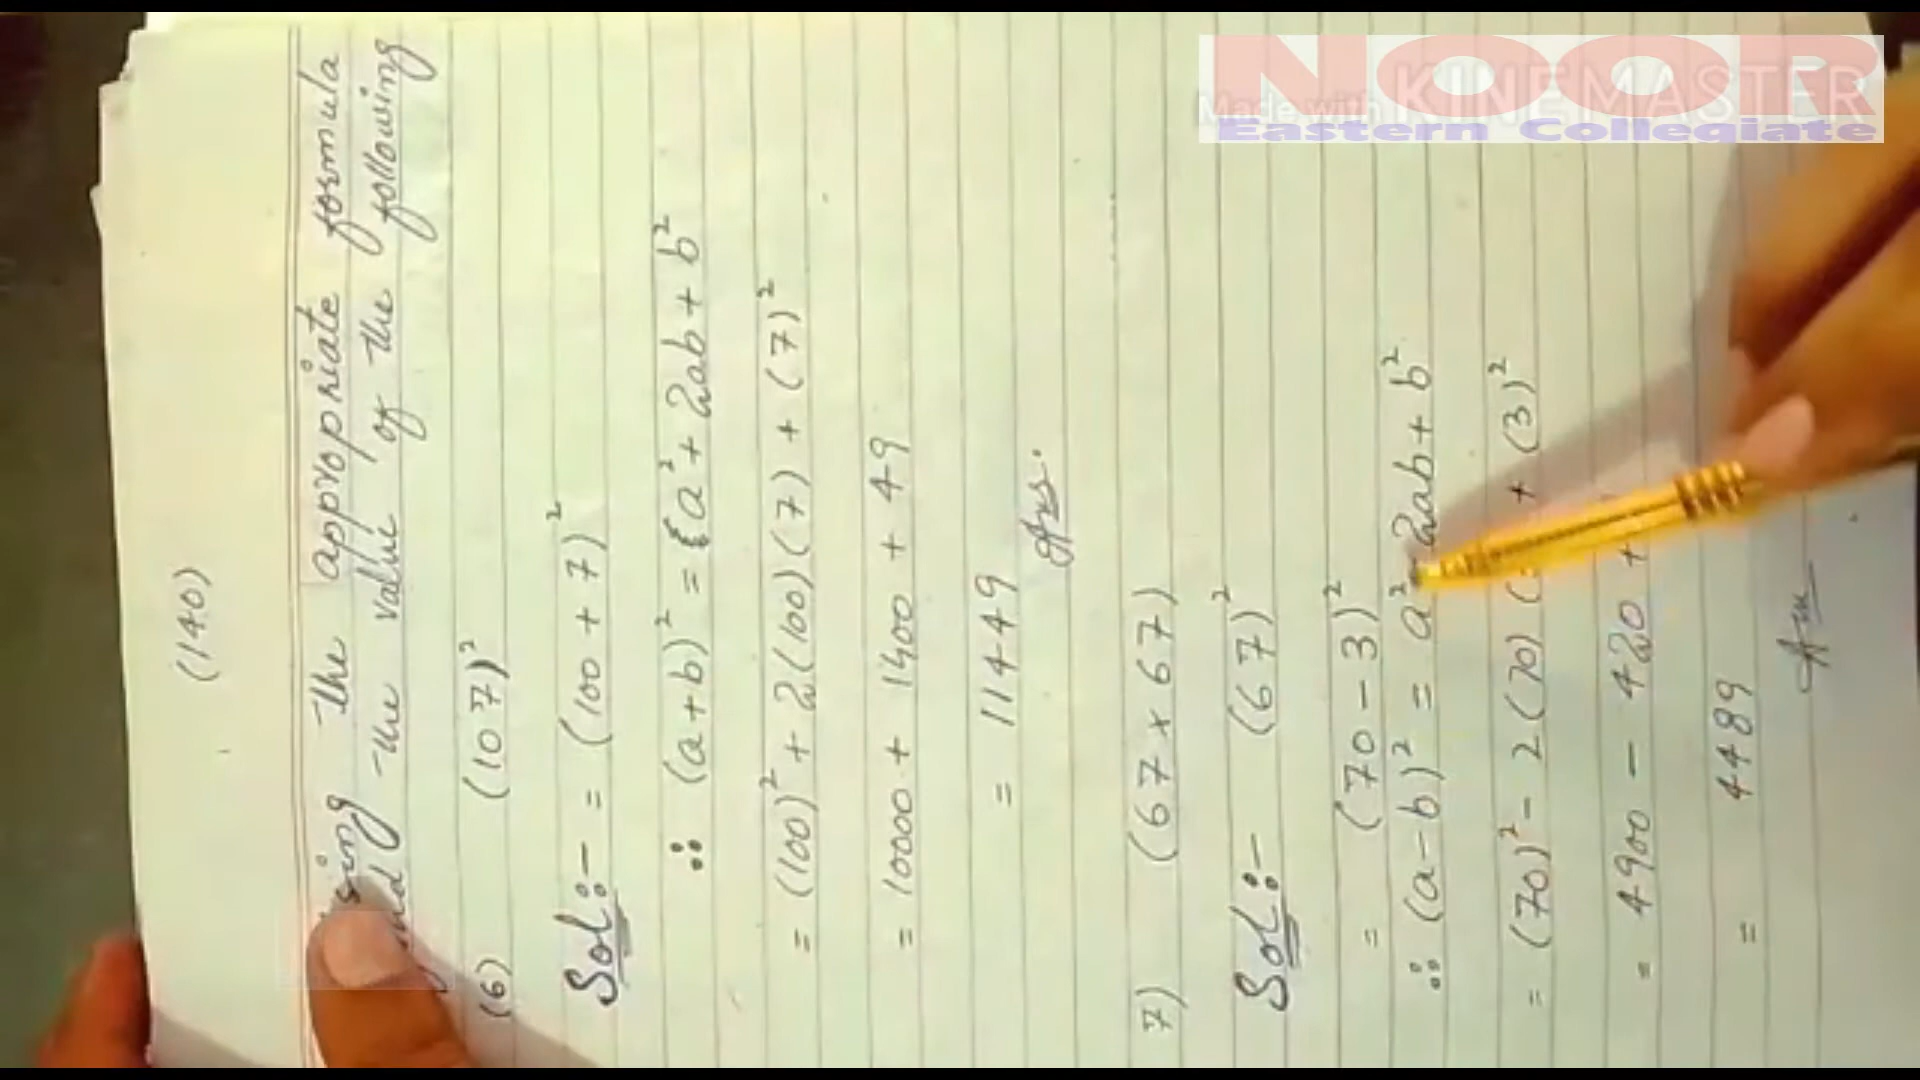 NOOR
Made with KINEMASTER
Eastern Collegiate
(140)
the appropriate formula
the value of the following
(6) (107)²
Sol:- = (100 + 7)²
∴ (a+b)² = {a² + 2ab + b²
= (100)² + 2(100)(7) + (7)²
= 10000 + 1400 + 49
= 11449
Ans.
7) (67 × 67)
Sol:- (67)²
= (70 - 3)²
∴ (a-b)² = a² 2ab + b²
= (70)² - 2 (70) ( + (3)²
= 4900 - 420 +
= 4489
Ans